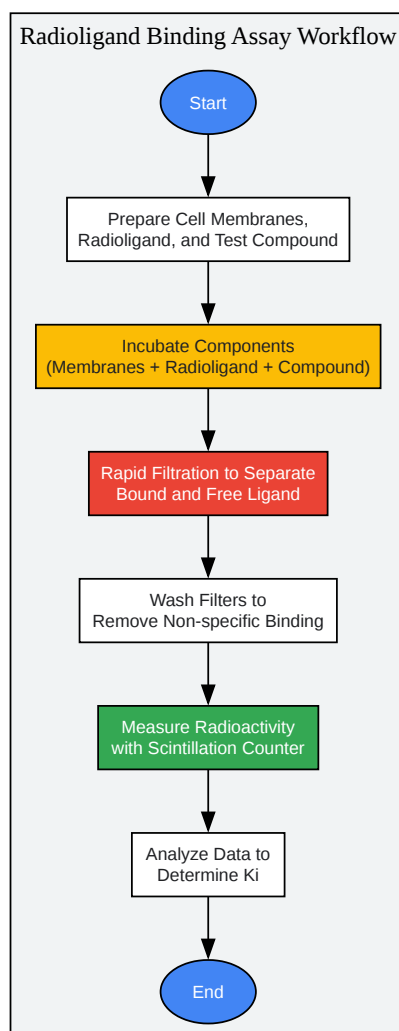 Radioligand Binding Assay Workflow
Start
Prepare Cell Membranes,
Radioligand, and Test Compound
Incubate Components
(Membranes + Radioligand + Compound)
Rapid Filtration to Separate
Bound and Free Ligand
Wash Filters to
Remove Non-specific Binding
Measure Radioactivity
with Scintillation Counter
Analyze Data to
Determine Ki
End